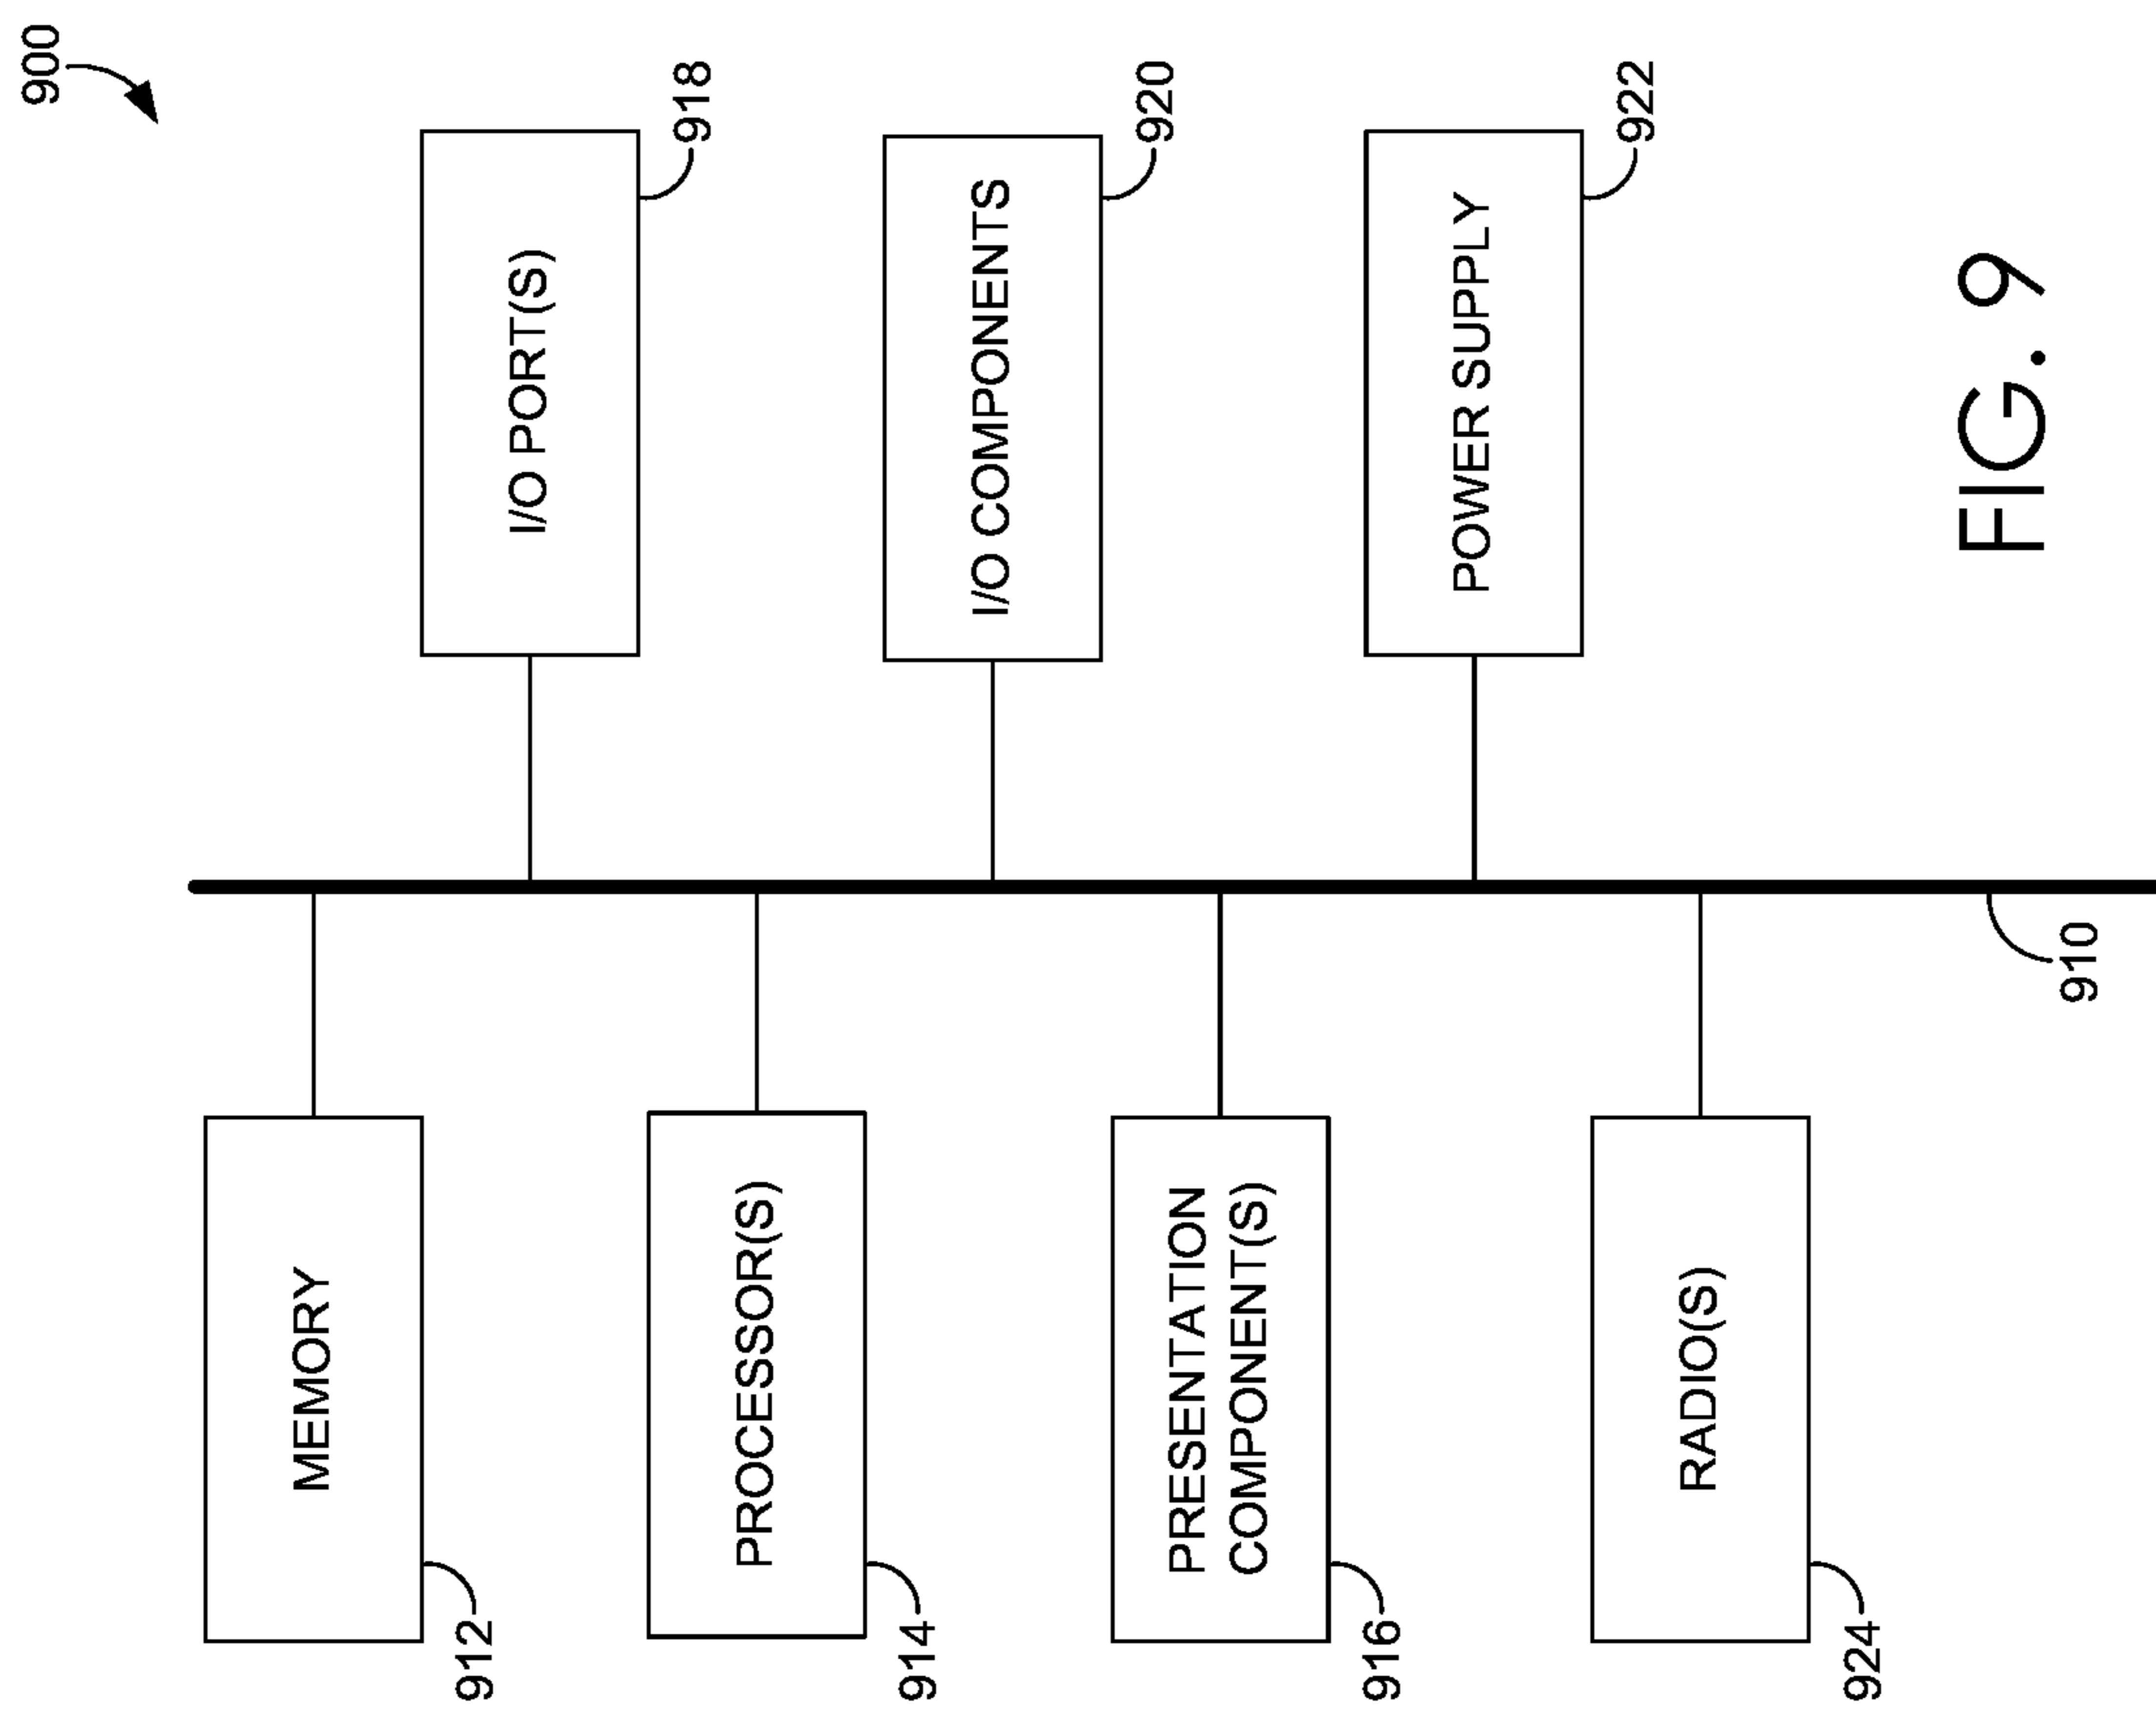 900
MEMORY
912
I/O PORT(S)
918
PROCESSOR(S)
914
I/O COMPONENTS
920
PRESENTATION
COMPONENT(S)
916
POWER SUPPLY
922
RADIO(S)
924
910
FIG. 9